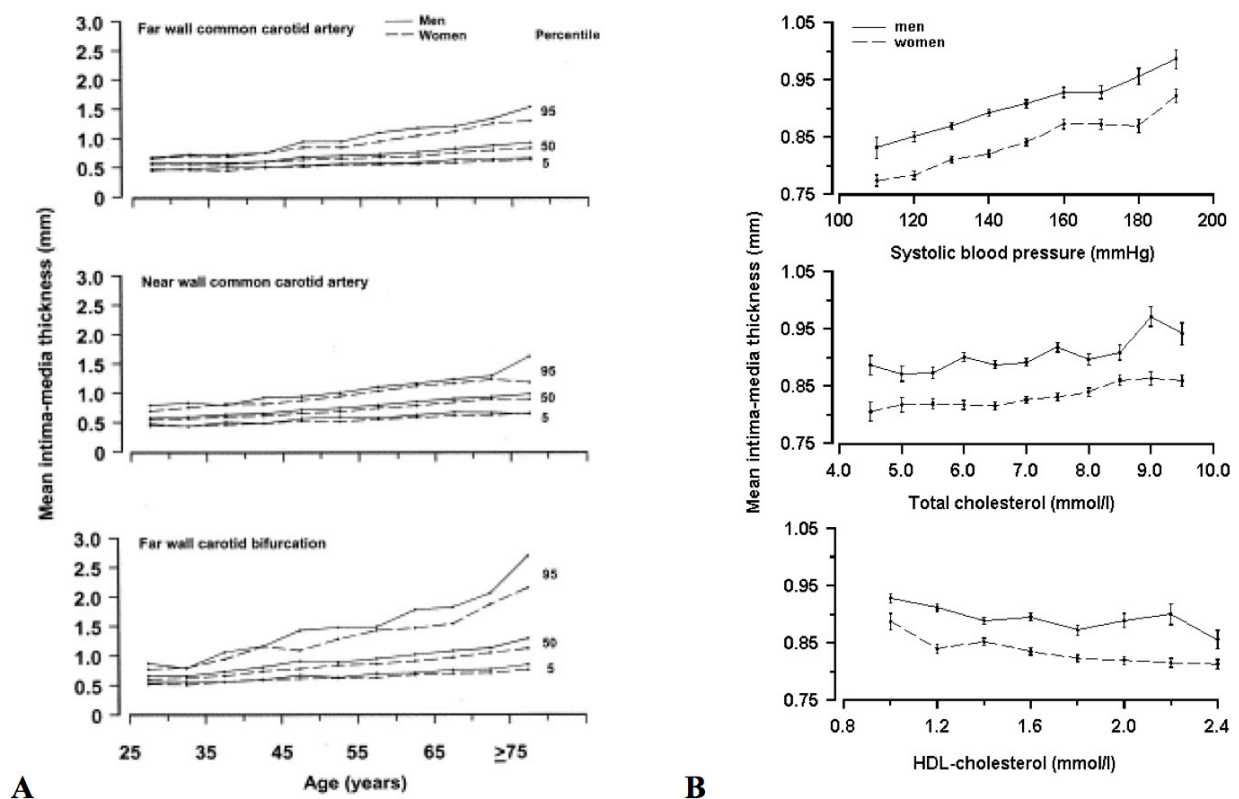 Mean intima-media thickness (mm)
3.0
Far wall common carotid artery
Men
Women
Percentile
2.5
2.0
1.5
1.0
0.5
0
95
50
5
3.0
Near wall common carotid artery
2.5
2.0
1.5
1.0
0.5
0
95
50
5
3.0
Far wall carotid bifurcation
2.5
2.0
1.5
1.0
0.5
0
95
50
5
25 35 45 55 65 ≥75
Age (years)
A
Mean intima-media thickness (mm)
1.05
men
women
0.95
0.85
0.75
100 120 140 160 180 200
Systolic blood pressure (mmHg)
1.05
0.95
0.85
0.75
4.0 5.0 6.0 7.0 8.0 9.0 10.0
Total cholesterol (mmol/l)
1.05
0.95
0.85
0.75
0.8 1.2 1.6 2.0 2.4
HDL-cholesterol (mmol/l)
B